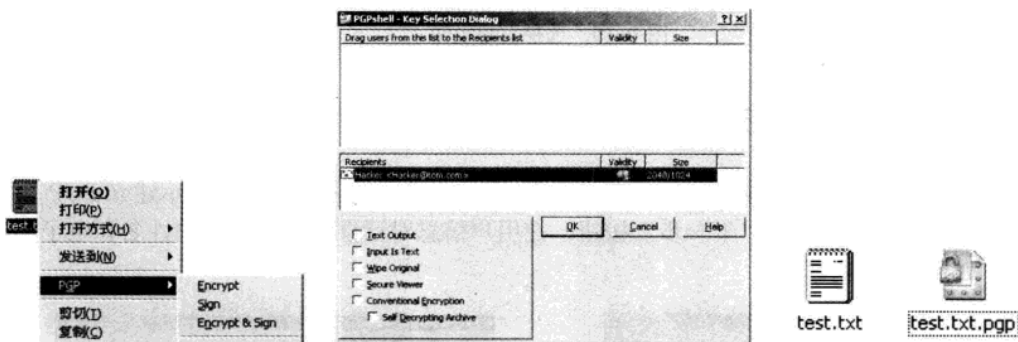 test.t
打开(O)
打印(P)
打开方式(H)
发送到(N)
PGP
剪切(T)
复制(C)
Encrypt
Sign
Encrypt & Sign
PGPshell - Key Selection Dialog
Drag users from this list to the Recipients list
Validity
Size
Recipients
Validity
Size
Hacker <Hacker@tom.com>
2048/1024
Text Output
Input Is Text
Wipe Original
Secure Viewer
Conventional Encryption
Self Decrypting Archive
OK
Cancel
Help
test.txt
test.txt.pgp